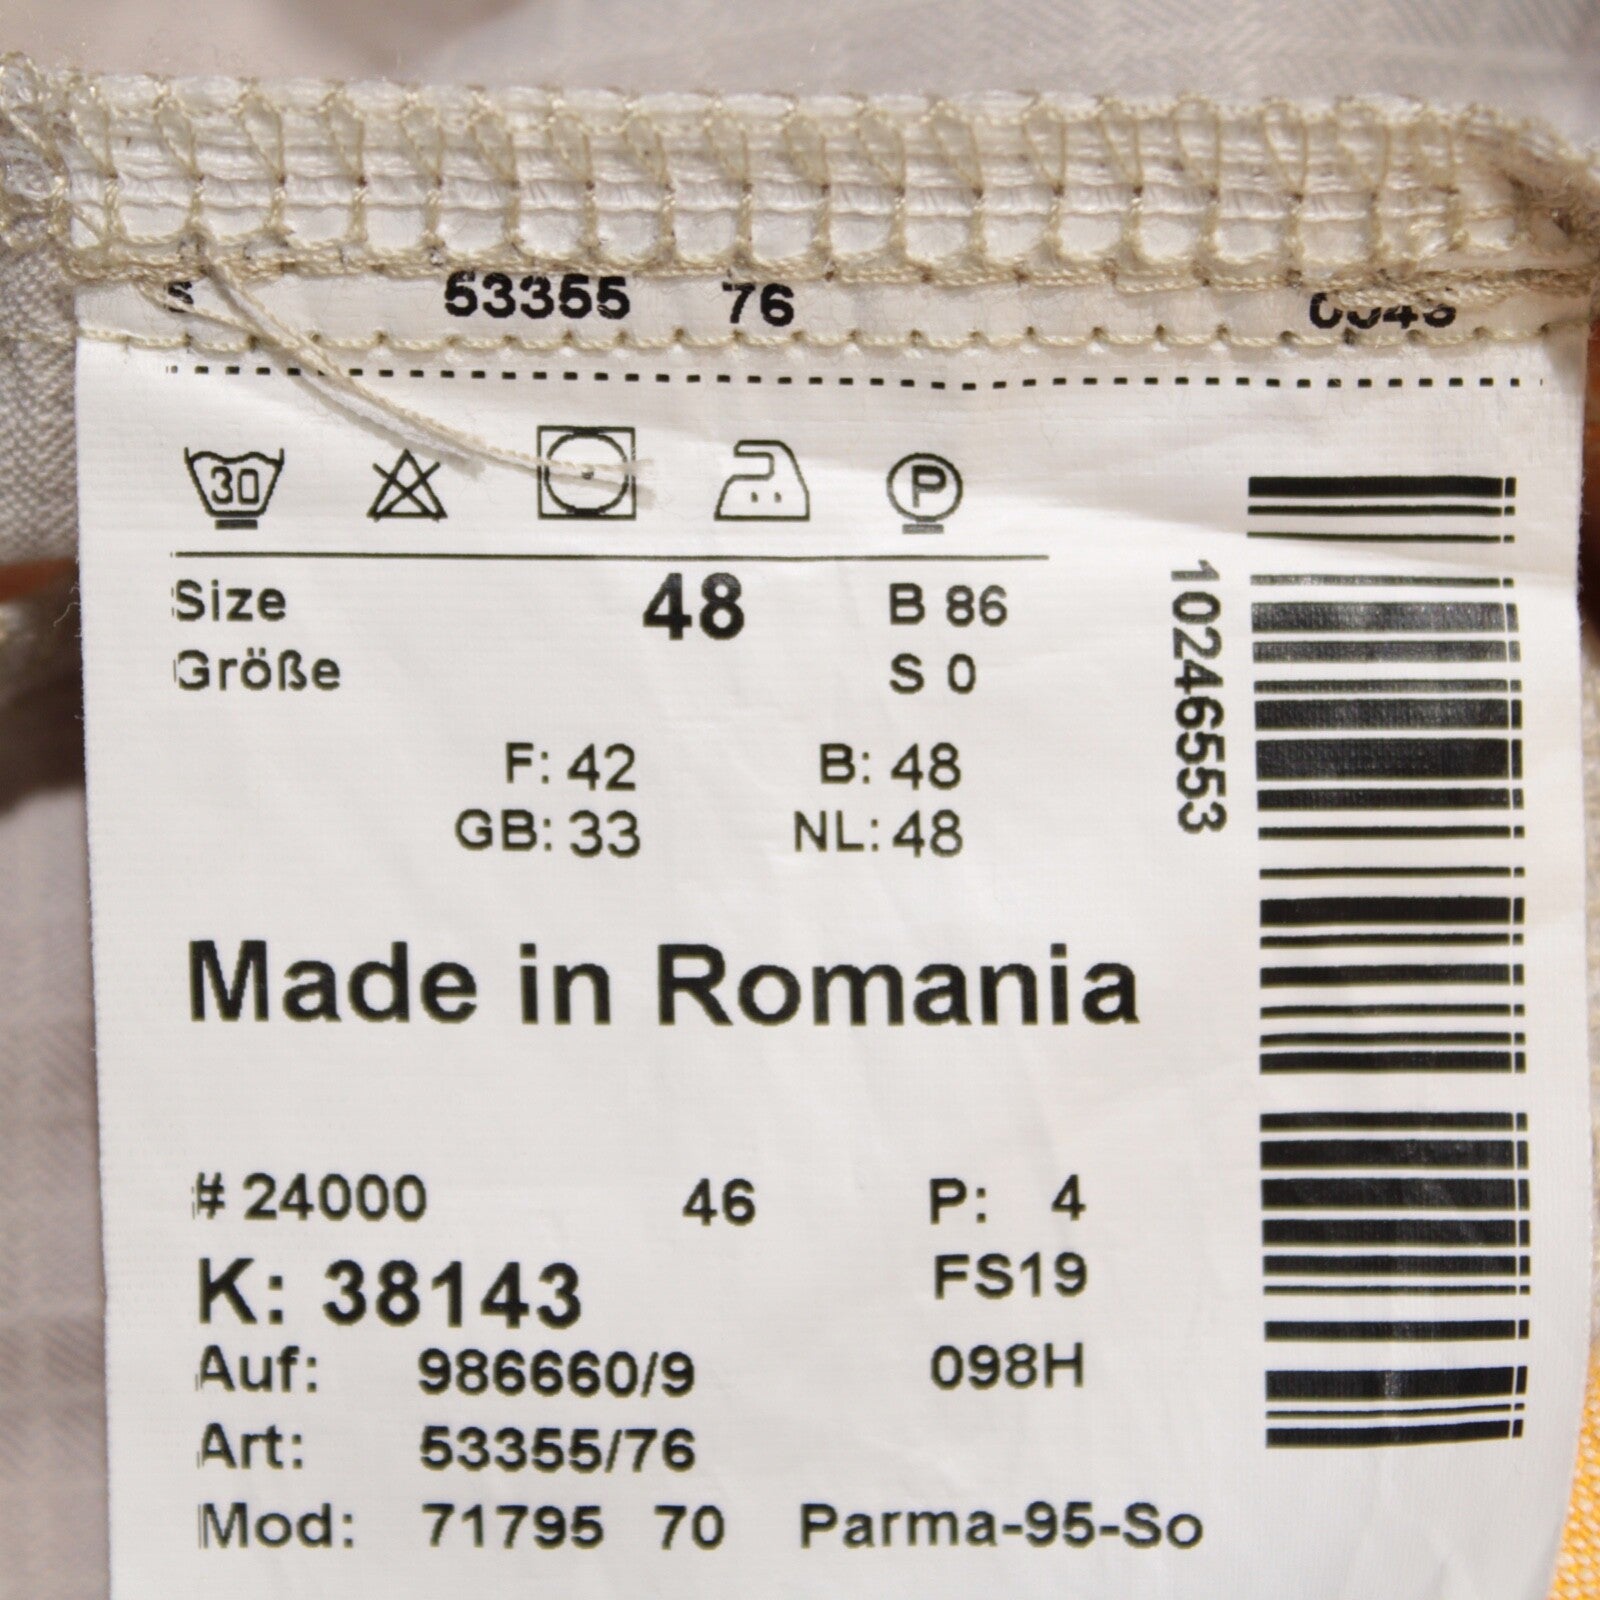 53355 76
30 P
Size 48 B 86
Größe S 0
F: 42 B: 48
GB: 33 NL: 48
Made in Romania
# 24000 46 P: 4
K: 38143 FS19
Auf: 986660/9 098H
Art: 53355/76
Mod: 71795 70 Parma-95-So
10246553